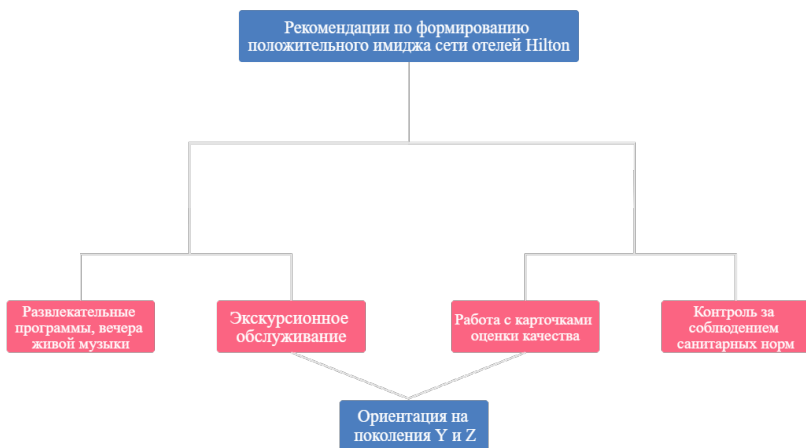 Рекомендации по формированию
положительного имиджа сети отелей Hilton
Развлекательные
программы, вечера
живой музыки
Экскурсионное
обслуживание
Работа с карточками
оценки качества
Контроль за
соблюдением
санитарных норм
Ориентация на
поколения Y и Z